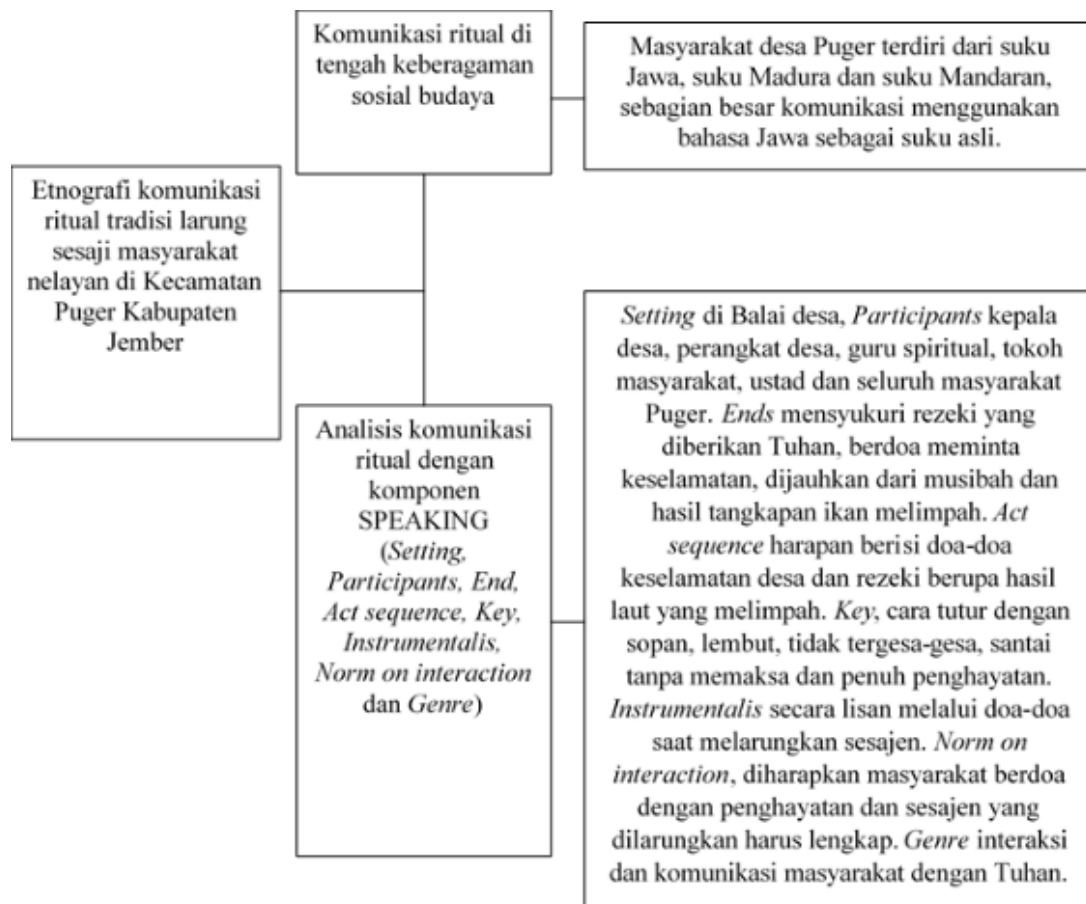 Komunikasi ritual di
tengah keberagaman
sosial budaya
Masyarakat desa Puger terdiri dari suku
Jawa, suku Madura dan suku Mandaran,
sebagian besar komunikasi menggunakan
bahasa Jawa sebagai suku asli.
Etnografi komunikasi
ritual tradisi larung
sesaji masyarakat
nelayan di Kecamatan
Puger Kabupaten
Jember
Analisis komunikasi
ritual dengan
komponen
SPEAKING
(Setting,
Participants, End,
Act sequence, Key,
Instrumentalis,
Norm on interaction
dan Genre)
Setting di Balai desa, Participants kepala
desa, perangkat desa, guru spiritual, tokoh
masyarakat, ustad dan seluruh masyarakat
Puger. Ends mensyukuri rezeki yang
diberikan Tuhan, berdoa meminta
keselamatan, dijauhkan dari musibah dan
hasil tangkapan ikan melimpah. Act
sequence harapan berisi doa-doa
keselamatan desa dan rezeki berupa hasil
laut yang melimpah. Key, cara tutur dengan
sopan, lembut, tidak tergesa-gesa, santai
tanpa memaksa dan penuh penghayatan.
Instrumentalis secara lisan melalui doa-doa
saat melarungkan sesajen. Norm on
interaction, diharapkan masyarakat berdoa
dengan penghayatan dan sesajen yang
dilarungkan harus lengkap. Genre interaksi
dan komunikasi masyarakat dengan Tuhan.